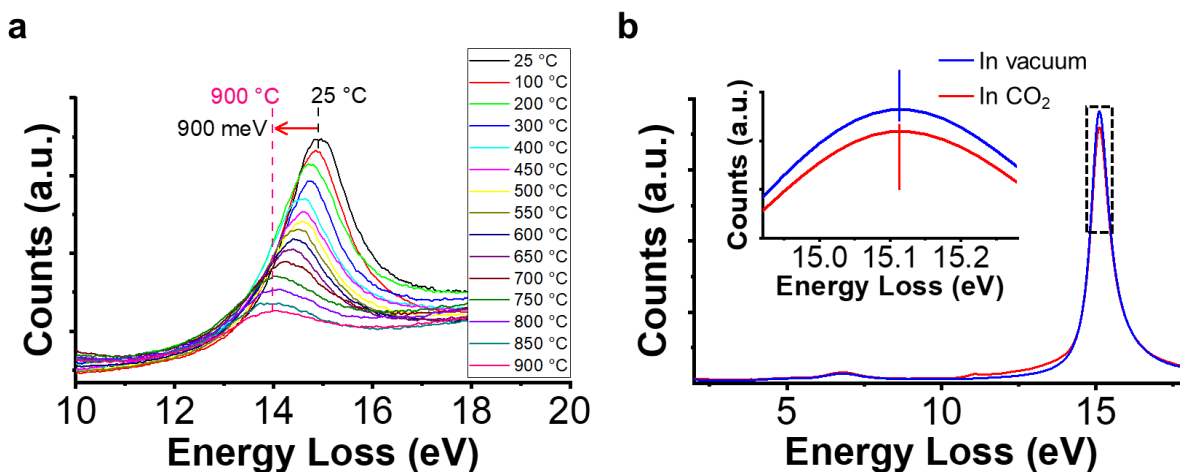 a
Counts (a.u.)
900 °C
25 °C
900 meV
25 °C
100 °C
200 °C
300 °C
400 °C
450 °C
500 °C
550 °C
600 °C
650 °C
700 °C
750 °C
800 °C
850 °C
900 °C
10 12 14 16 18 20
Energy Loss (eV)
b
Counts (a.u.)
In vacuum
In CO₂
Counts (a.u.)
15.0 15.1 15.2
Energy Loss (eV)
5 10 15
Energy Loss (eV)